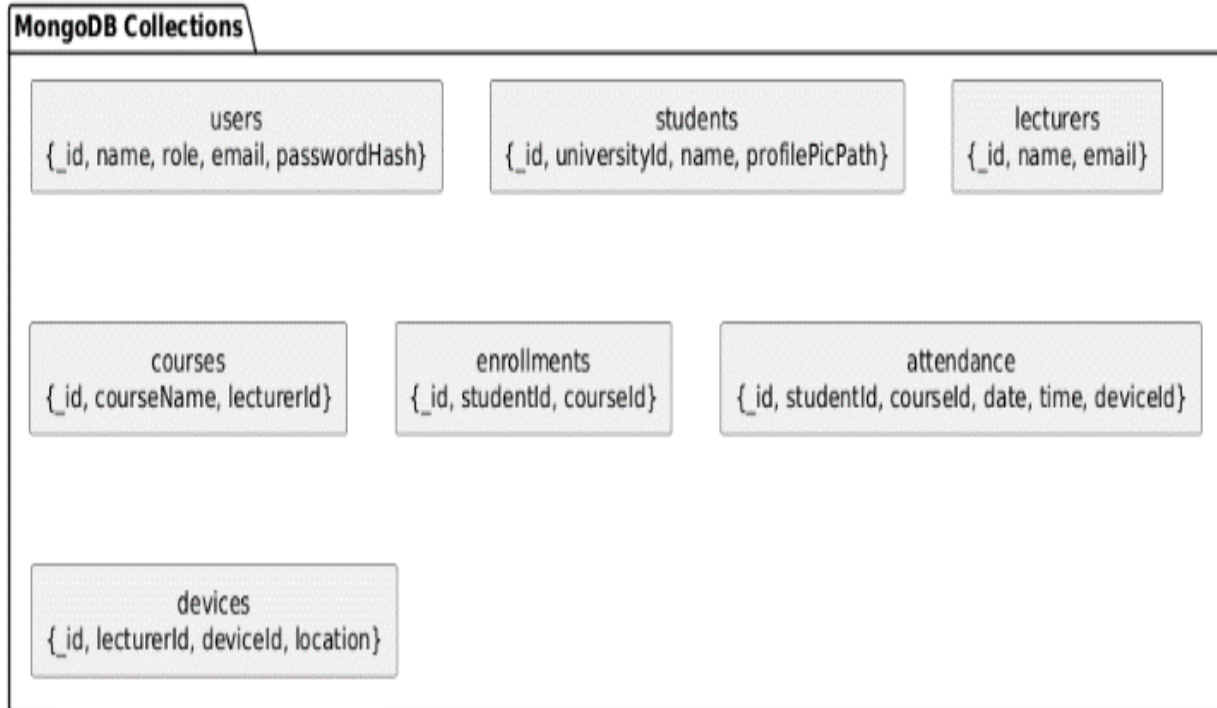 MongoDB Collections
users
{_id, name, role, email, passwordHash}
students
{_id, universityId, name, profilePicPath}
lecturers
{_id, name, email}
courses
{_id, courseName, lecturerId}
enrollments
{_id, studentId, courseId}
attendance
{_id, studentId, courseId, date, time, deviceId}
devices
{_id, lecturerId, deviceId, location}